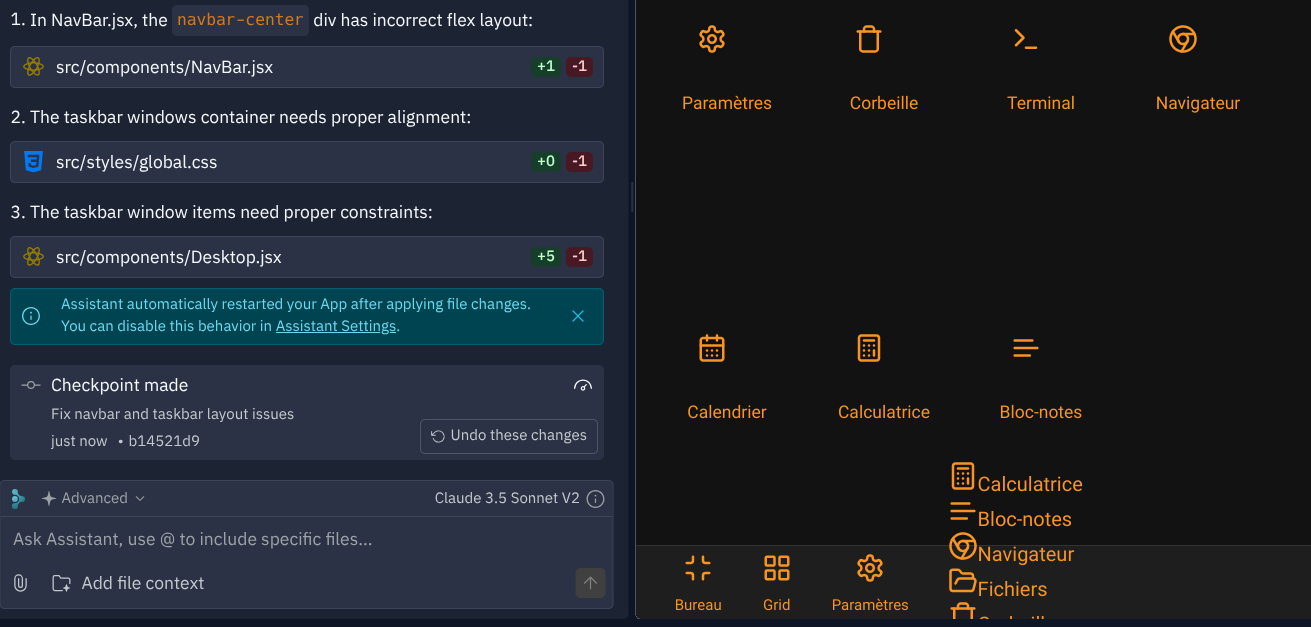 1. In NavBar.jsx, the navbar-center div has incorrect flex layout:
src/components/NavBar.jsx +1 -1
2. The taskbar windows container needs proper alignment:
src/styles/global.css +0 -1
3. The taskbar window items need proper constraints:
src/components/Desktop.jsx +5 -1
Assistant automatically restarted your App after applying file changes.
You can disable this behavior in Assistant Settings.
Checkpoint made
Fix navbar and taskbar layout issues
just now • b14521d9
Undo these changes
Advanced
Claude 3.5 Sonnet V2
Ask Assistant, use @ to include specific files...
Add file context
Paramètres Corbeille Terminal Navigateur
Calendrier Calculatrice Bloc-notes
Calculatrice
Bloc-notes
Navigateur
Fichiers
Bureau Grid Paramètres